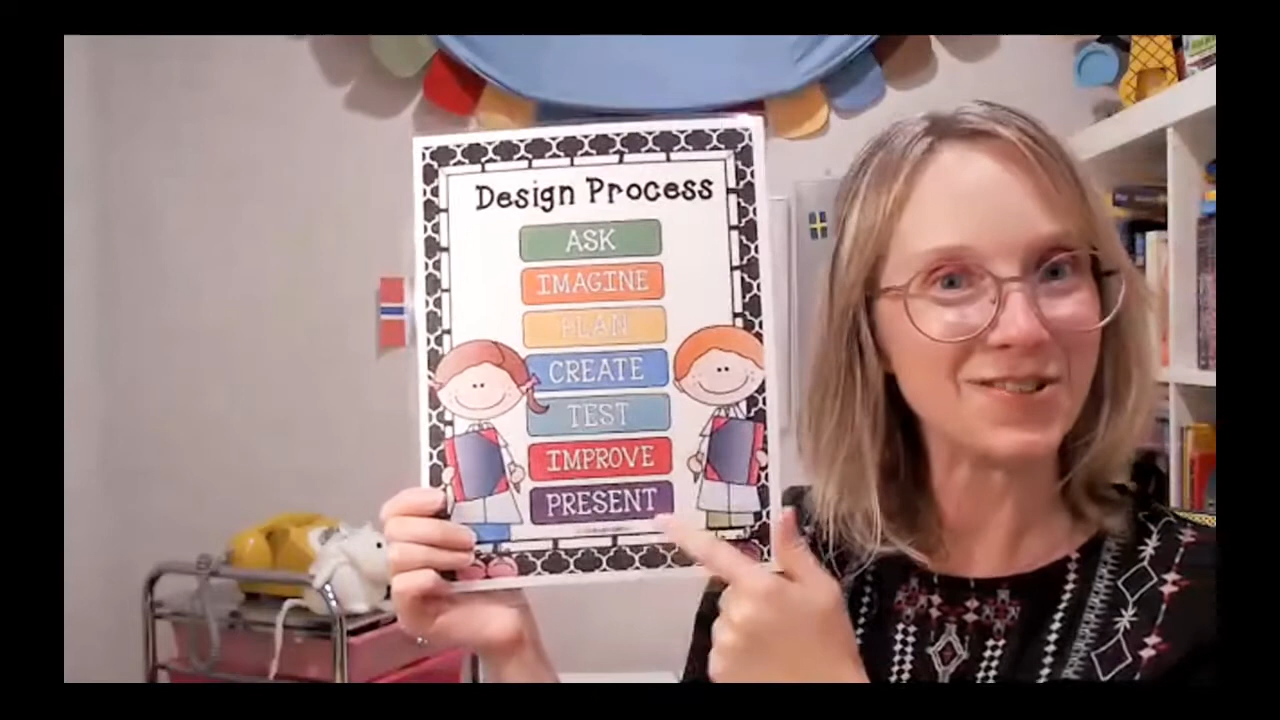 Design Process
ASK
IMAGINE
PLAN
CREATE
TEST
IMPROVE
PRESENT